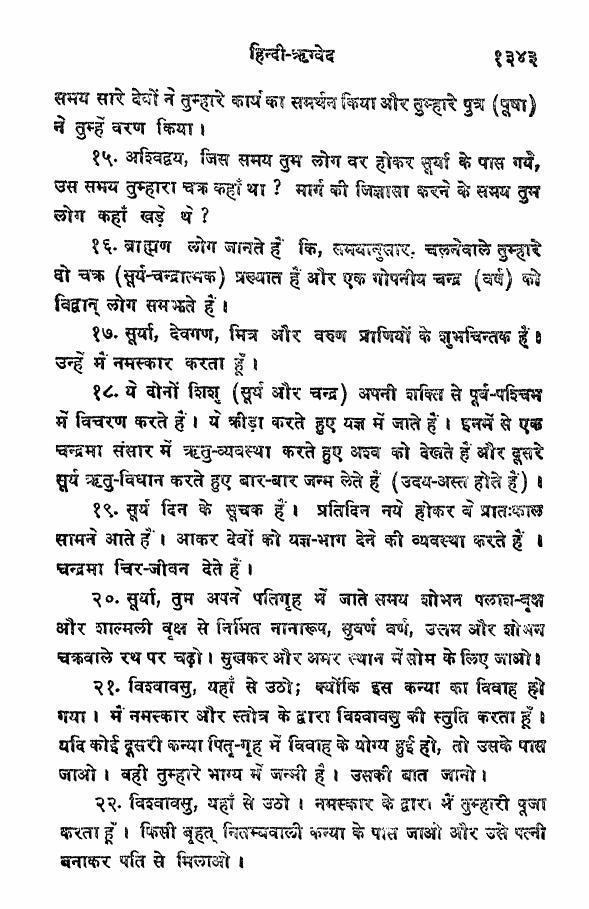 हिन्दी-ऋग्वेद १३४३
समय सारे देवों ने तुम्हारे कार्य का समर्थन किया और तुम्हारे पुत्र (पूषा)
ने तुम्हें वरण किया।
१५. अश्विद्वय, जिस समय तुम लोग वर होकर सूर्या के पास गये,
उस समय तुम्हारा चक्र कहाँ था? मार्ग की जिज्ञासा करने के समय तुम
लोग कहाँ खड़े थे?
१६. ब्राह्मण लोग जानते हैं कि, समयानुसार, चलनेवाले तुम्हारे
दो चक्र (सूर्य-चन्द्रात्मक) प्रख्यात हैं और एक गोपनीय चन्द्र (वर्ष) को
विद्वान् लोग समझते हैं।
१७. सूर्या, देवगण, मित्र और वरुण प्राणियों के शुभचिन्तक हैं।
उन्हें मैं नमस्कार करता हूँ।
१८. ये दोनों शिशु (सूर्य और चन्द्र) अपनी शक्ति से पूर्व-पश्चिम
में विचरण करते हैं। ये क्रीड़ा करते हुए यज्ञ में जाते हैं। इनमें से एक
चन्द्रमा संसार में ऋतु-व्यवस्था करते हुए अश्व को देखते हैं और दूसरे
सूर्य ऋतु-विधान करते हुए बार-बार जन्म लेते हैं (उदय-अस्त होते हैं)।
१९. सूर्य दिन के सूचक हैं। प्रतिदिन नये होकर वे प्रातःकाल
सामने आते हैं। आकर देवों को यज्ञ-भाग देने की व्यवस्था करते हैं।
चन्द्रमा चिर-जीवन देते हैं।
२०. सूर्या, तुम अपने पतिगृह में जाते समय शोभन पलाश-वृक्ष
और शाल्मली वृक्ष से निर्मित नानारूप, सुवर्ण वर्ण, उत्तम और शोभन
चक्रवाले रथ पर चढ़ो। सुखकर और अमर स्थान में सोम के लिए जाओ।
२१. विश्वावसु, यहाँ से उठो; क्योंकि इस कन्या का विवाह हो
गया। मैं नमस्कार और स्तोत्र के द्वारा विश्वावसु की स्तुति करता हूँ।
यदि कोई दूसरी कन्या पितृ-गृह में विवाह के योग्य हुई हो, तो उसके पास
जाओ। वही तुम्हारे भाग्य में जन्मी है। उसकी बात जानो।
२२. विश्वावसु, यहाँ से उठो। नमस्कार के द्वारा मैं तुम्हारी पूजा
करता हूँ। किसी बृहत् नितम्बवाली कन्या के पास जाओ और उसे पत्नी
बनाकर पति से मिलाओ।